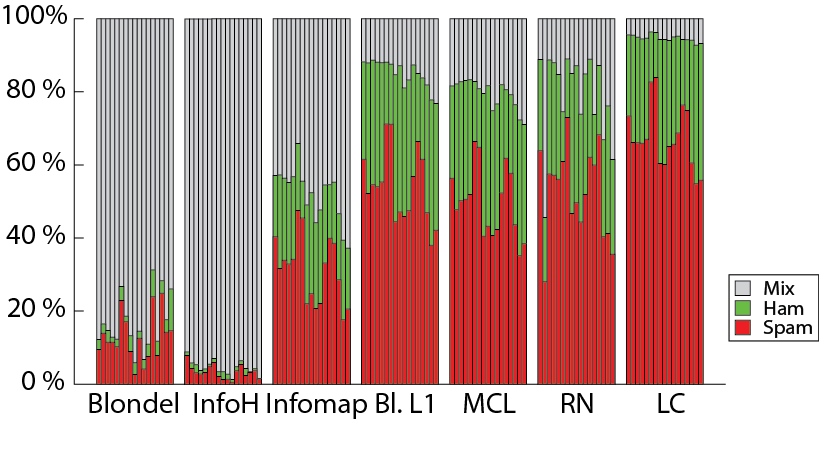 100%
80 %
60 %
40 %
20 %
0 %
Blondel InfoH Infomap Bl. L1 MCL RN LC
Mix
Ham
Spam